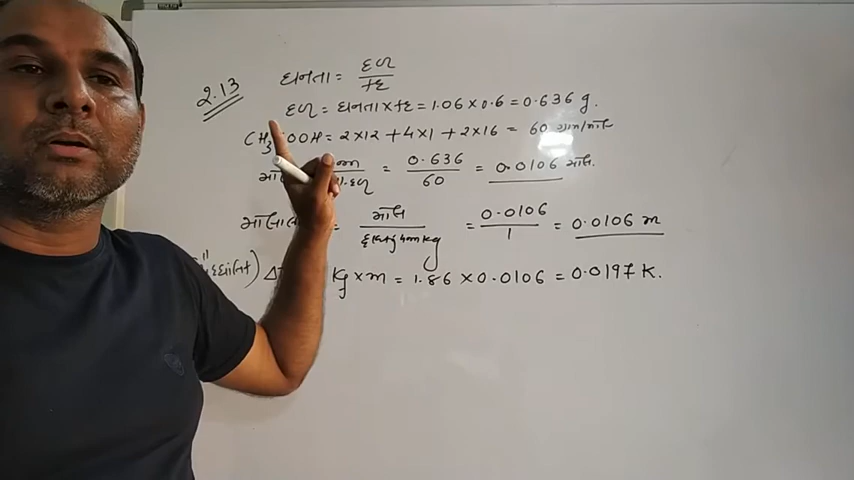 2.13
ઘનતા = દળ / કદ
દળ = ઘનતા × કદ = 1.06 × 0.6 = 0.636 g.
CH3COOH = 2×12 + 4×1 + 2×16 = 60 ગ્રામ/મોલ
= 0.636 / 60 = 0.0106 મોલ.
= મોલ / kg = 0.0106 / 1 = 0.0106 m
Kf × m = 1.86 × 0.0106 = 0.0197 K.